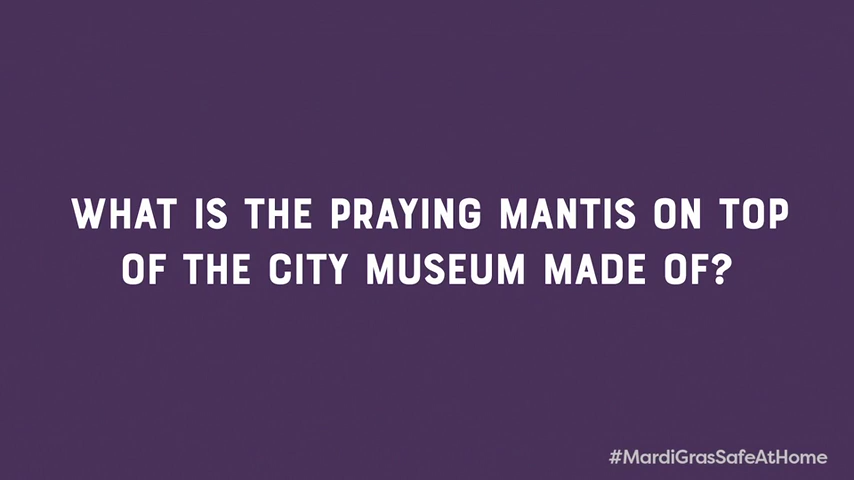 WHAT IS THE PRAYING MANTIS ON TOP
OF THE CITY MUSEUM MADE OF?
#MardiGrasSafeAtHome